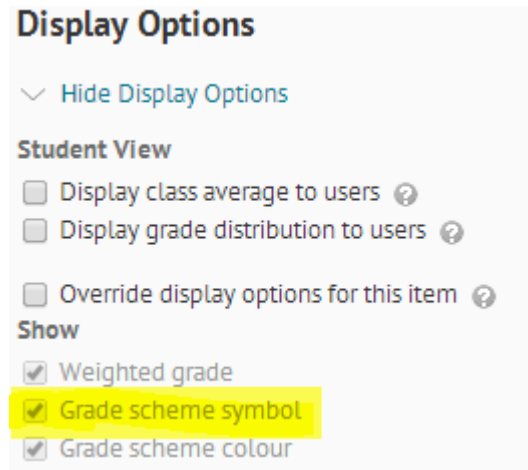 Display Options
Hide Display Options
Student View
Display class average to users
Display grade distribution to users
Override display options for this item
Show
Weighted grade
Grade scheme symbol
Grade scheme colour